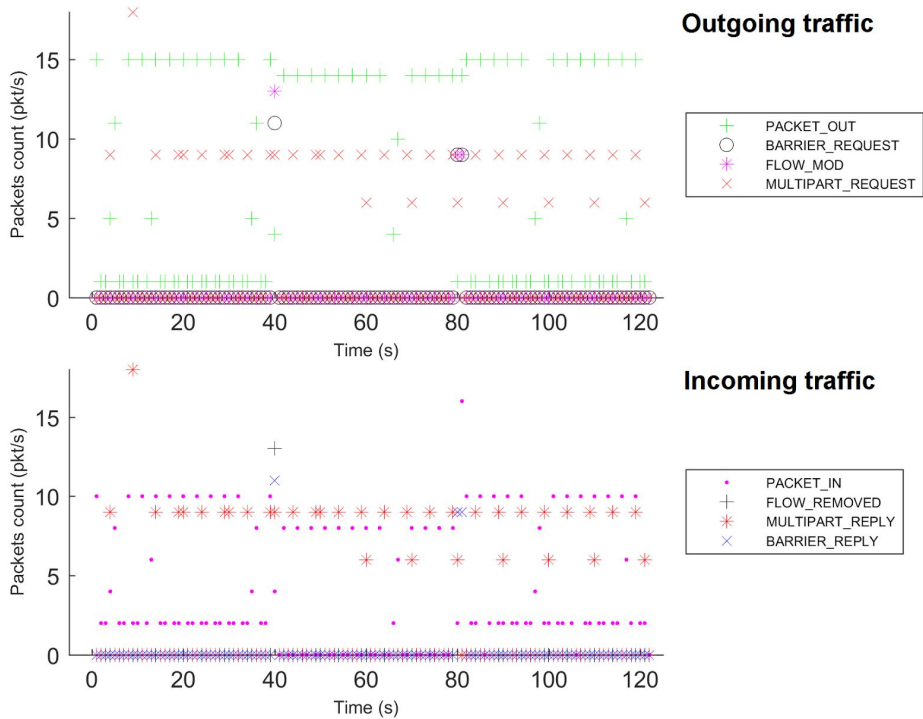 Outgoing traffic
Packets count (pkt/s)
15
10
5
0
0 20 40 60 80 100 120
Time (s)
PACKET_OUT
BARRIER_REQUEST
FLOW_MOD
MULTIPART_REQUEST
Incoming traffic
Packets count (pkt/s)
15
10
5
0
0 20 40 60 80 100 120
Time (s)
PACKET_IN
FLOW_REMOVED
MULTIPART_REPLY
BARRIER_REPLY